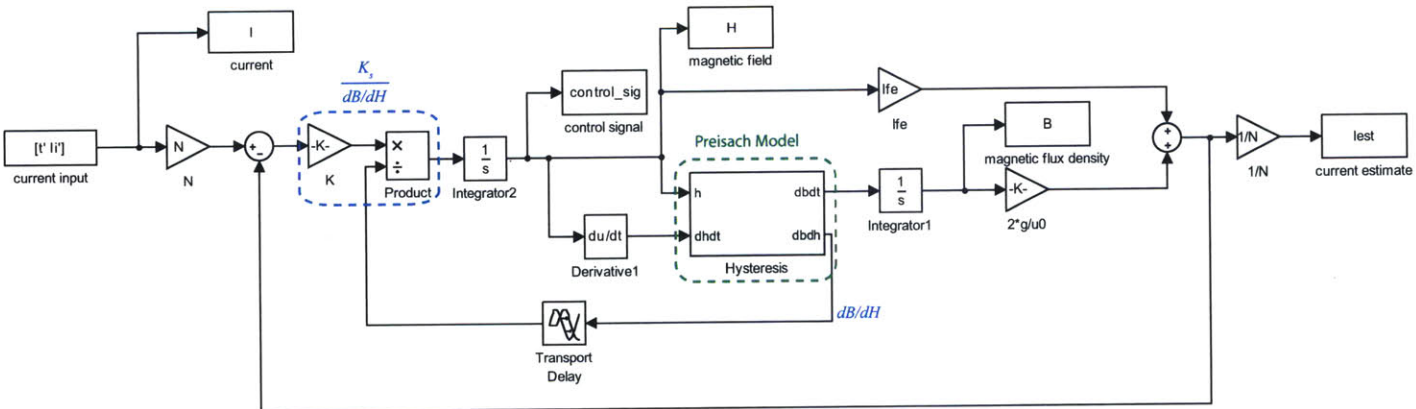 I
current
K_s
dB/dH
[t' Ii']
current input
N
N
+
-
-K-
K
×
÷
Product
1
s
Integrator2
control_sig
control signal
H
magnetic field
Preisach Model
h
dhdt
dbdt
dbdh
Hysteresis
du/dt
Derivative1
dB/dH
Transport
Delay
lfe
lfe
1
s
Integrator1
B
magnetic flux density
-K-
2*g/u0
+
+
1/N
1/N
Iest
current estimate